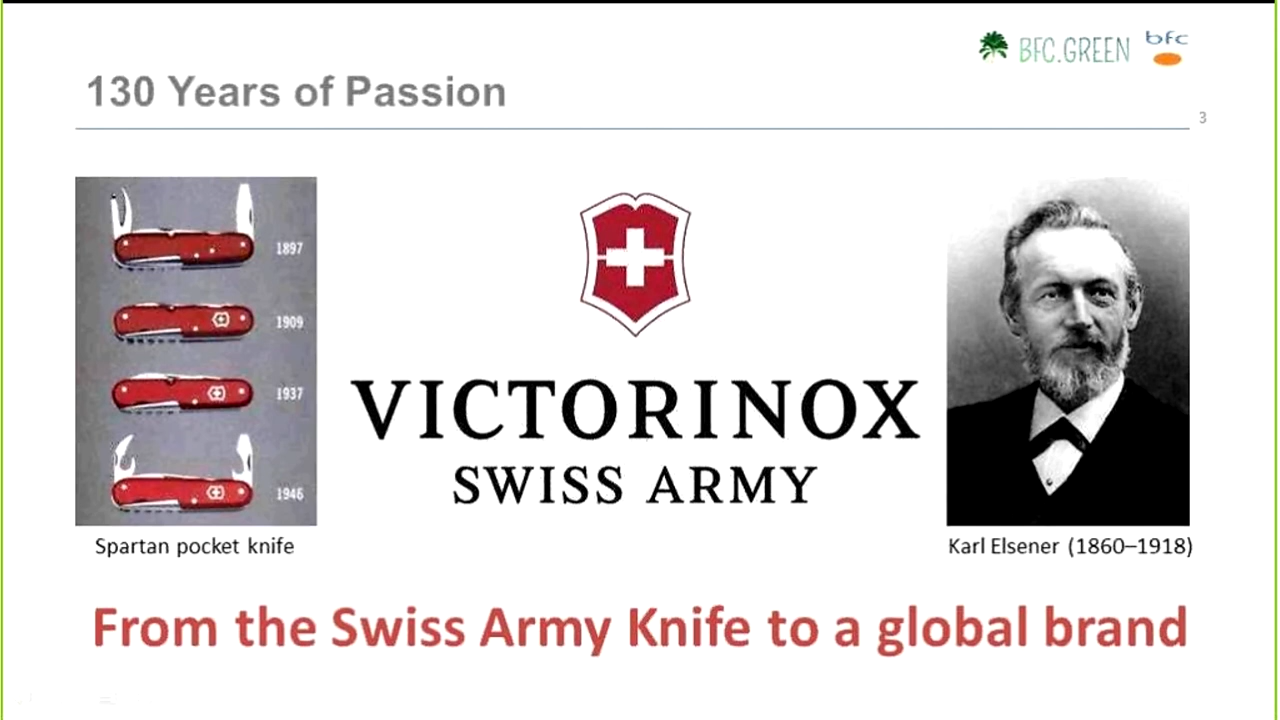 BFC.GREEN
bfc
130 Years of Passion
3
1897
1909
1937
1946
VICTORINOX
SWISS ARMY
Spartan pocket knife
Karl Elsener (1860–1918)
From the Swiss Army Knife to a global brand